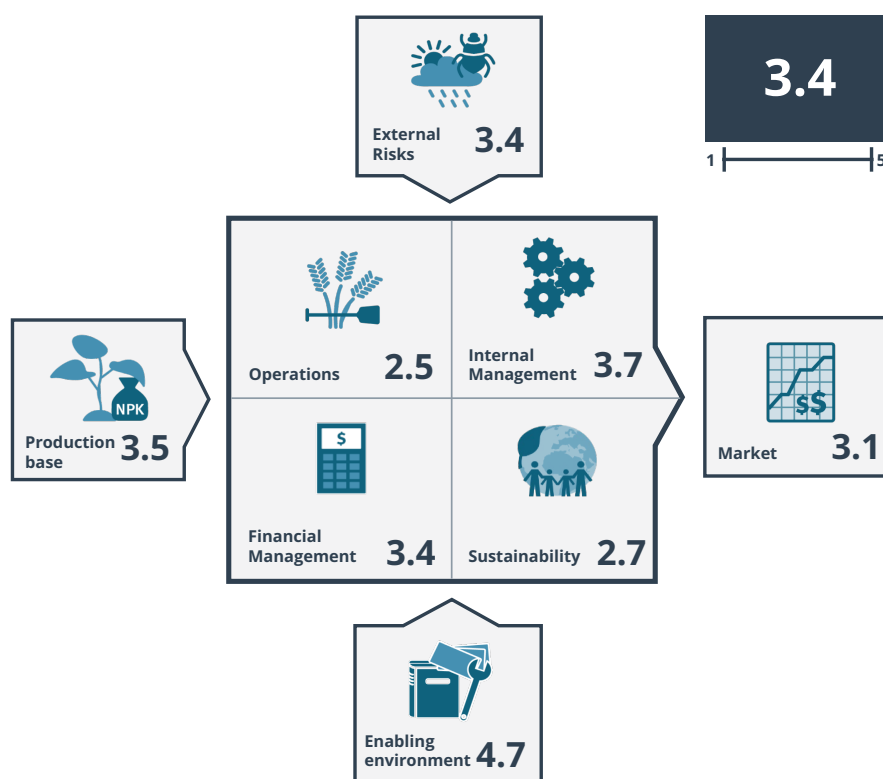 External
Risks
3.4
3.4
1
5
Operations
2.5
Internal
Management
3.7
NPK
Production
base
3.5
$$
Market
3.1
$
Financial
Management
3.4
Sustainability
2.7
Enabling
environment
4.7